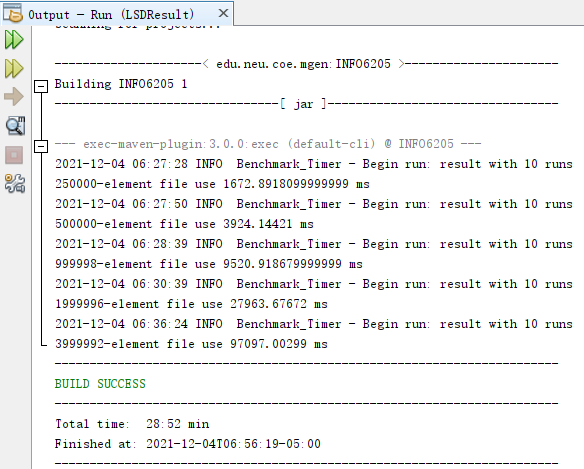 Output - Run (LSDResult)
Scanning for projects...
--------------------< edu.neu.coe.mgen:INFO6205 >---------------------
Building INFO6205 1
--------------------------------[ jar ]---------------------------------
--- exec-maven-plugin:3.0.0:exec (default-cli) @ INFO6205 ---
2021-12-04 06:27:28 INFO  Benchmark_Timer - Begin run: result with 10 runs
250000-element file use 1672.8918099999999 ms
2021-12-04 06:27:50 INFO  Benchmark_Timer - Begin run: result with 10 runs
500000-element file use 3924.14421 ms
2021-12-04 06:28:39 INFO  Benchmark_Timer - Begin run: result with 10 runs
999998-element file use 9520.918679999999 ms
2021-12-04 06:30:39 INFO  Benchmark_Timer - Begin run: result with 10 runs
1999996-element file use 27963.67672 ms
2021-12-04 06:36:24 INFO  Benchmark_Timer - Begin run: result with 10 runs
3999992-element file use 97097.00299 ms
------------------------------------------------------------------------
BUILD SUCCESS
------------------------------------------------------------------------
Total time:  28:52 min
Finished at: 2021-12-04T06:56:19-05:00
------------------------------------------------------------------------